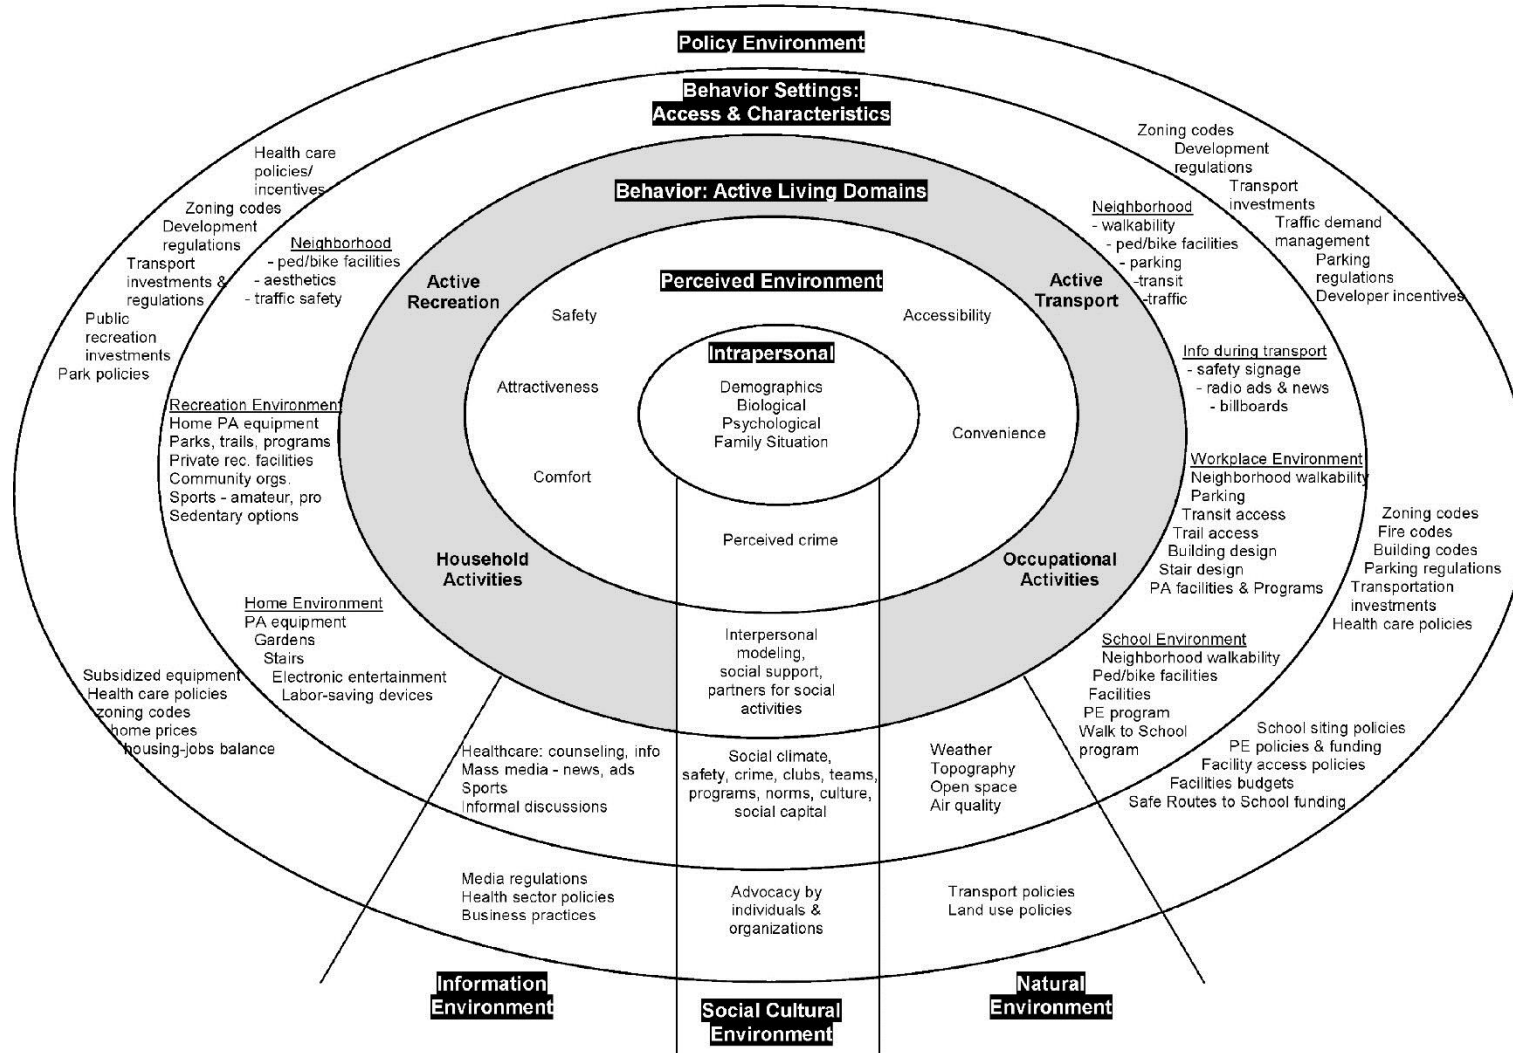 Policy Environment
Behavior Settings:
Access & Characteristics
Behavior: Active Living Domains
Perceived Environment
Intrapersonal
Demographics
Biological
Psychological
Family Situation
Safety
Accessibility
Attractiveness
Convenience
Comfort
Perceived crime
Active
Recreation
Active
Transport
Household
Activities
Occupational
Activities
Interpersonal
modeling,
social support,
partners for social
activities
Health care
policies/
incentives
Zoning codes
Development
regulations
Transport
investments &
regulations
Public
recreation
investments
Park policies
Neighborhood
- ped/bike facilities
- aesthetics
- traffic safety
Recreation Environment
Home PA equipment
Parks, trails, programs
Private rec. facilities
Community orgs.
Sports - amateur, pro
Sedentary options
Home Environment
PA equipment
Gardens
Stairs
Electronic entertainment
Labor-saving devices
Subsidized equipment
Health care policies
zoning codes
home prices
housing-jobs balance
Zoning codes
Development
regulations
Transport
investments
Traffic demand
management
Parking
regulations
Developer incentives
Neighborhood
- walkability
- ped/bike facilities
- parking
-transit
-traffic
Info during transport
- safety signage
- radio ads & news
- billboards
Workplace Environment
Neighborhood walkability
Parking
Transit access
Trail access
Building design
Stair design
PA facilities & Programs
Zoning codes
Fire codes
Building codes
Parking regulations
Transportation
investments
Health care policies
School Environment
Neighborhood walkability
Ped/bike facilities
Facilities
PE program
Walk to School
program
School siting policies
PE policies & funding
Facility access policies
Facilities budgets
Safe Routes to School funding
Healthcare: counseling, info
Mass media - news, ads
Sports
Informal discussions
Social climate,
safety, crime, clubs, teams,
programs, norms, culture,
social capital
Weather
Topography
Open space
Air quality
Media regulations
Health sector policies
Business practices
Advocacy by
individuals &
organizations
Transport policies
Land use policies
Information
Environment
Social Cultural
Environment
Natural
Environment